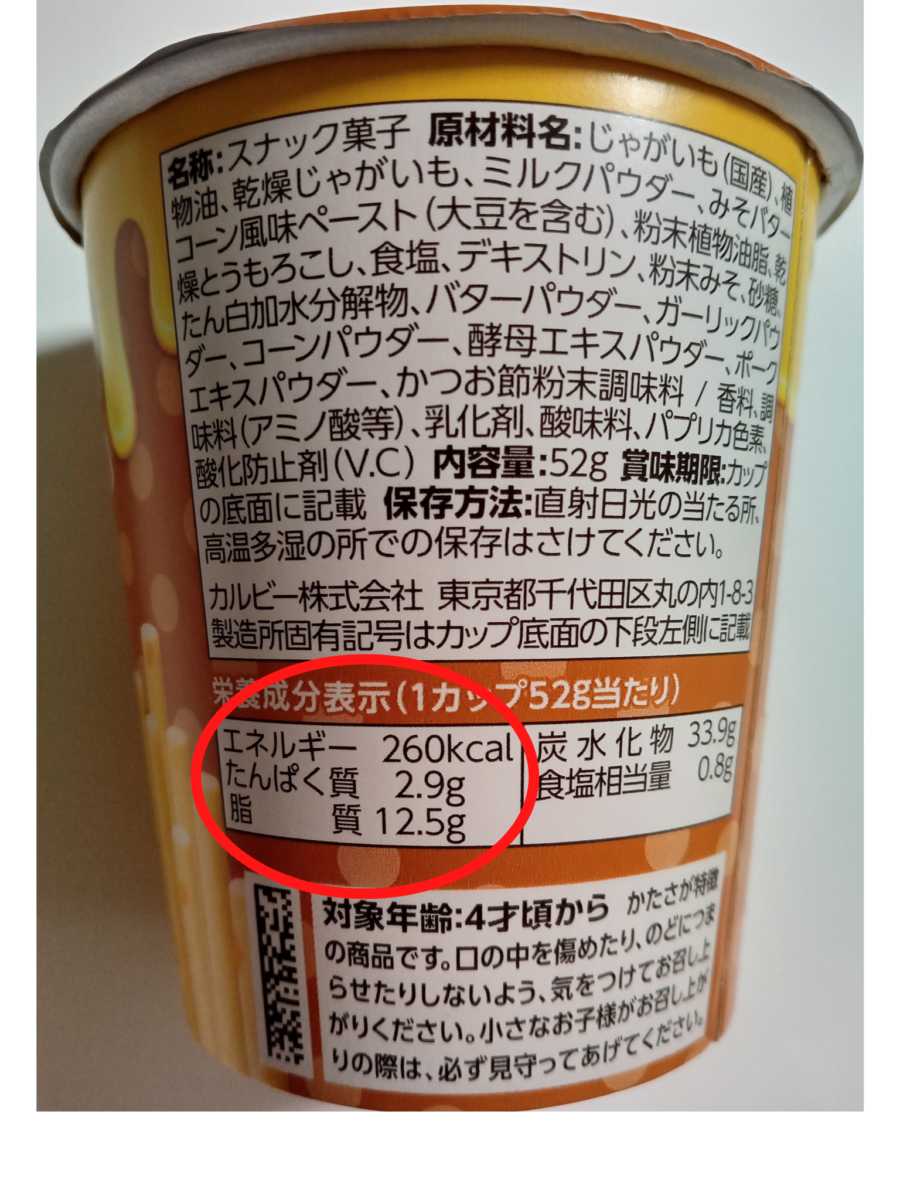 名称:スナック菓子 原材料名:じゃがいも(国産)、植
物油、乾燥じゃがいも、ミルクパウダー、みそバター
コーン風味ペースト(大豆を含む)、粉末植物油脂、乾
燥とうもろこし、食塩、デキストリン、粉末みそ、砂糖、
たん白加水分解物、バターパウダー、ガーリックパウ
ダー、コーンパウダー、酵母エキスパウダー、ポーク
エキスパウダー、かつお節粉末調味料 / 香料、調
味料(アミノ酸等)、乳化剤、酸味料、パプリカ色素、
酸化防止剤(V.C) 内容量:52g 賞味期限:カップ
の底面に記載 保存方法:直射日光の当たる所、
高温多湿の所での保存はさけてください。
カルビー株式会社 東京都千代田区丸の内1-8-3
製造所固有記号はカップ底面の下段左側に記載
栄養成分表示(1カップ52g当たり)
エネルギー 260kcal 炭水化物 33.9g
たんぱく質 2.9g 食塩相当量 0.8g
脂質 12.5g
対象年齢:4才頃から かたさが特徴
の商品です。口の中を傷めたり、のどにつま
らせたりしないよう、気をつけてお召し上
がりください。小さなお子様がお召し上が
りの際は、必ず見守ってあげてください。